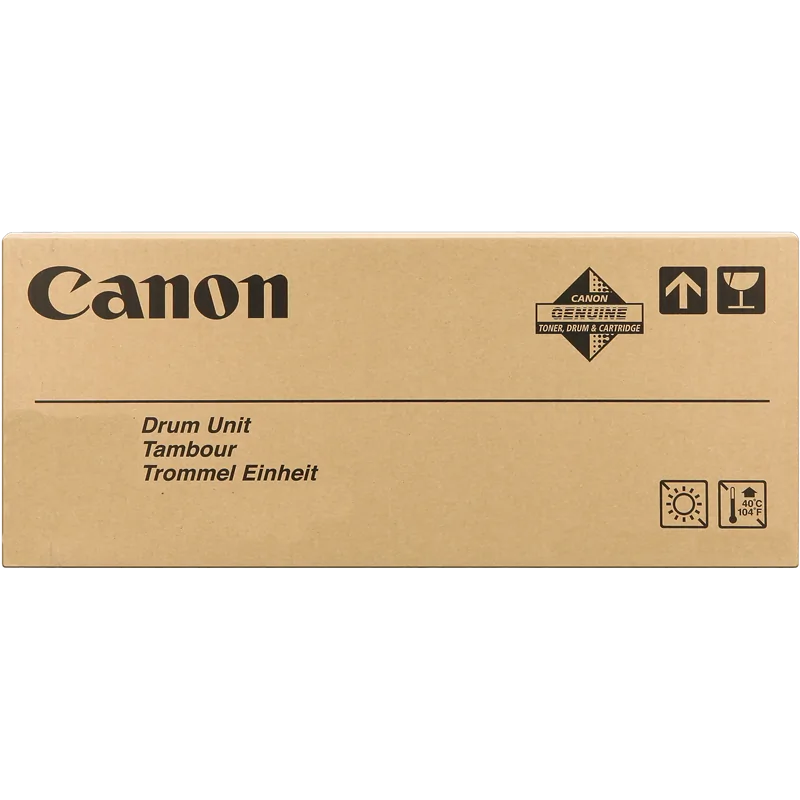 Canon
CANON
GENUINE
TONER, DRUM & CARTRIDGE
Drum Unit
Tambour
Trommel Einheit
40°C
104°F